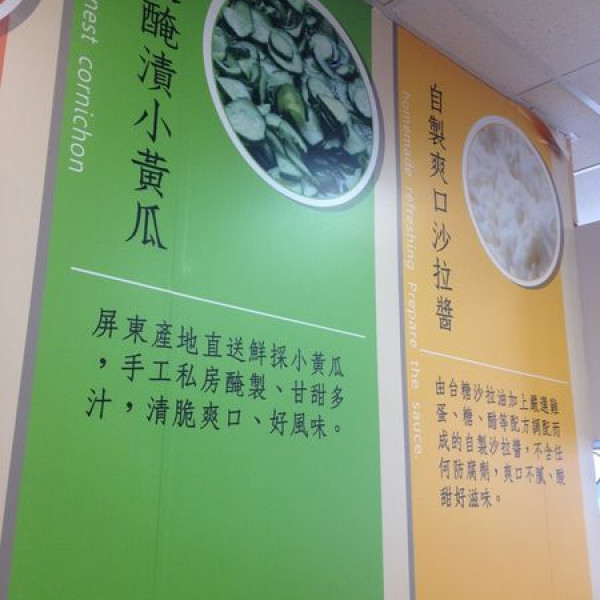 醃漬小黃瓜
nest cornichon
屏東產地直送鮮採小黃瓜
，手工私房醃製、甘甜多
汁，清脆爽口、好風味。
自製爽口沙拉醬
homemade refreshing Prepare the sauce.
由台糖沙拉油加上嚴選雞
蛋、糖、醋等配方調配而
成的自製沙拉醬，不含任
何防腐劑，爽口不膩、酸
甜好滋味。